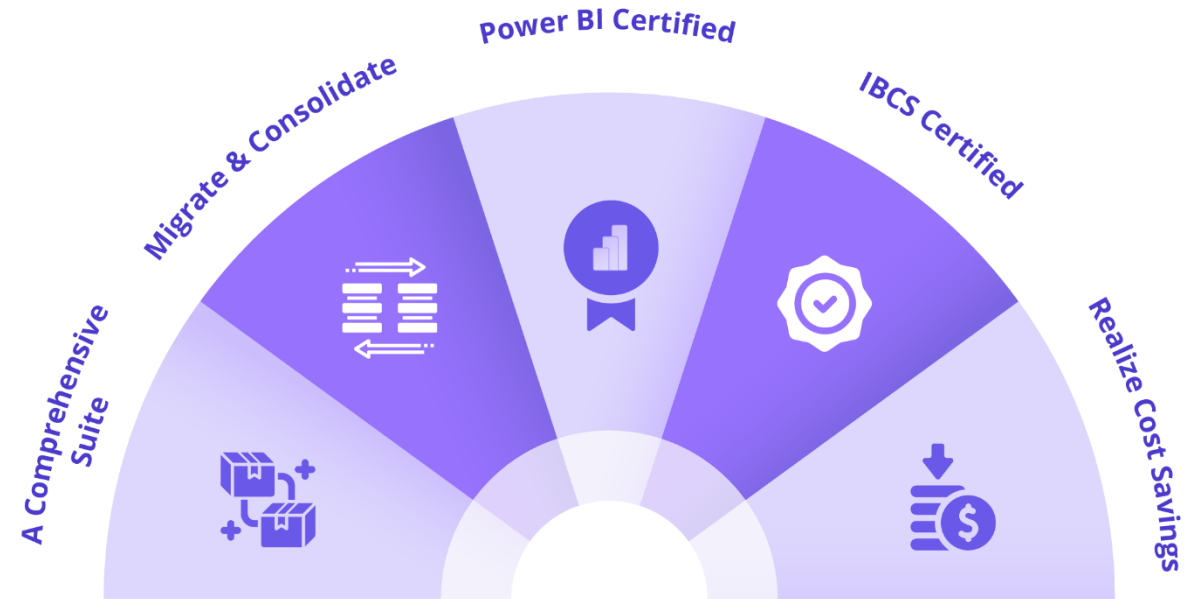 A Comprehensive
Suite
Migrate & Consolidate
Power BI Certified
IBCS Certified
Realize Cost Savings
$